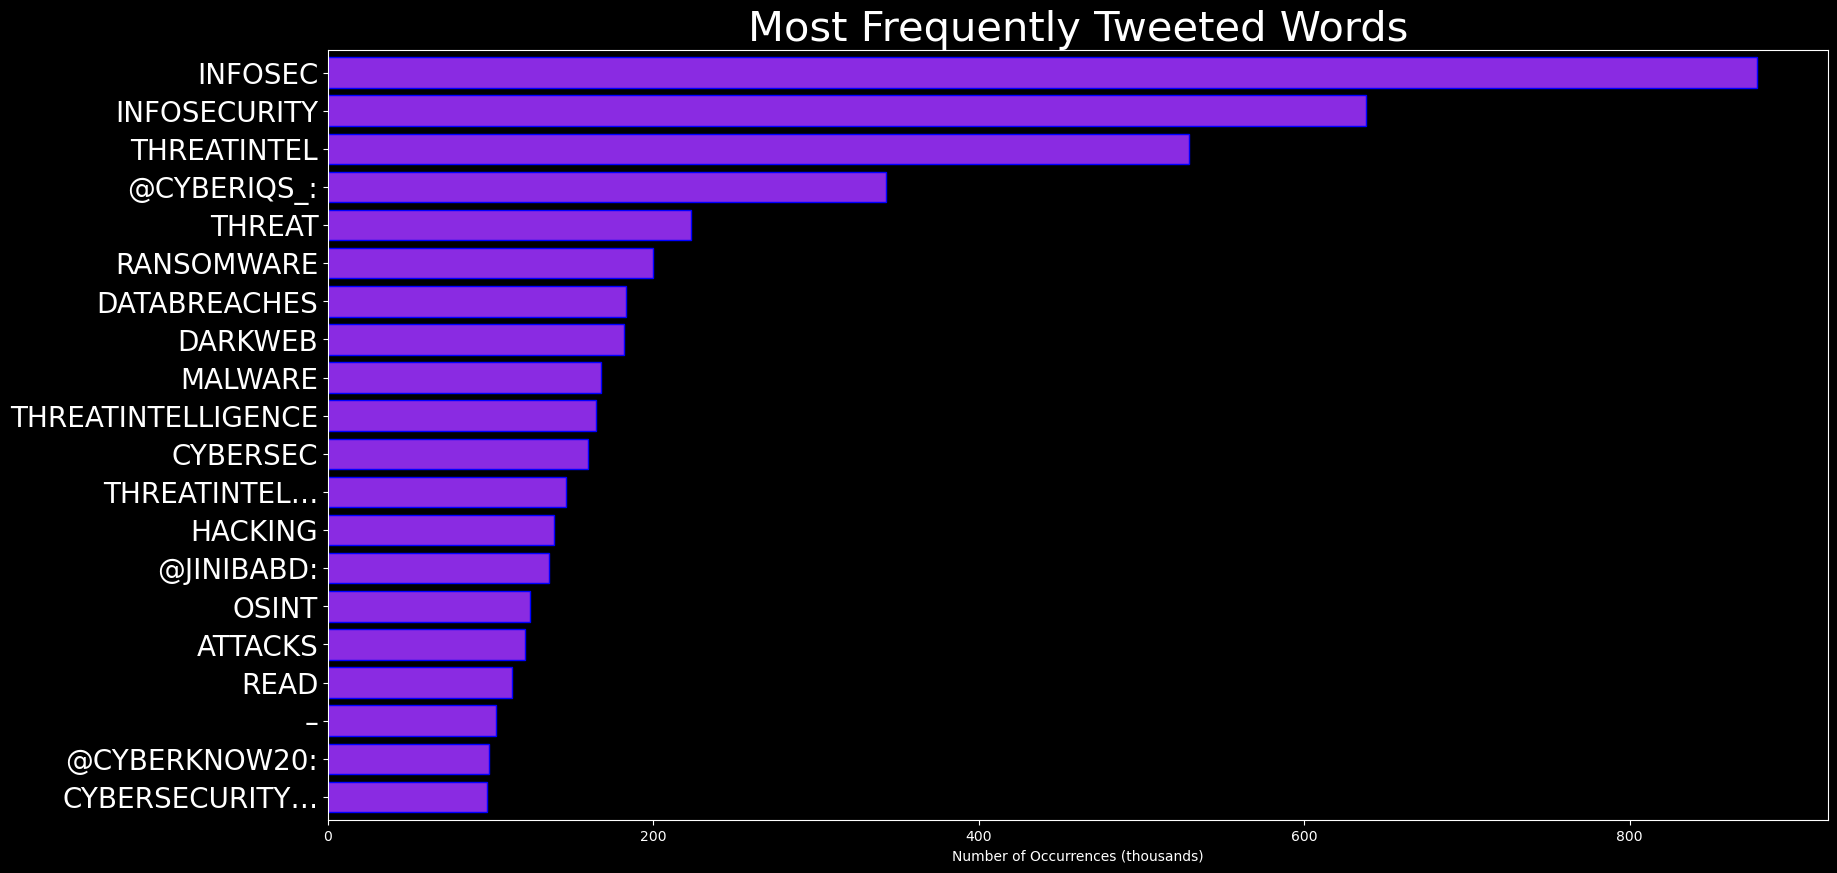 Most Frequently Tweeted Words
INFOSEC
INFOSECURITY
THREATINTEL
@CYBERIQS_:
THREAT
RANSOMWARE
DATABREACHES
DARKWEB
MALWARE
THREATINTELLIGENCE
CYBERSEC
THREATINTEL…
HACKING
@JINIBABD:
OSINT
ATTACKS
READ
–
@CYBERKNOW20:
CYBERSECURITY…
0 200 400 600 800
Number of Occurrences (thousands)